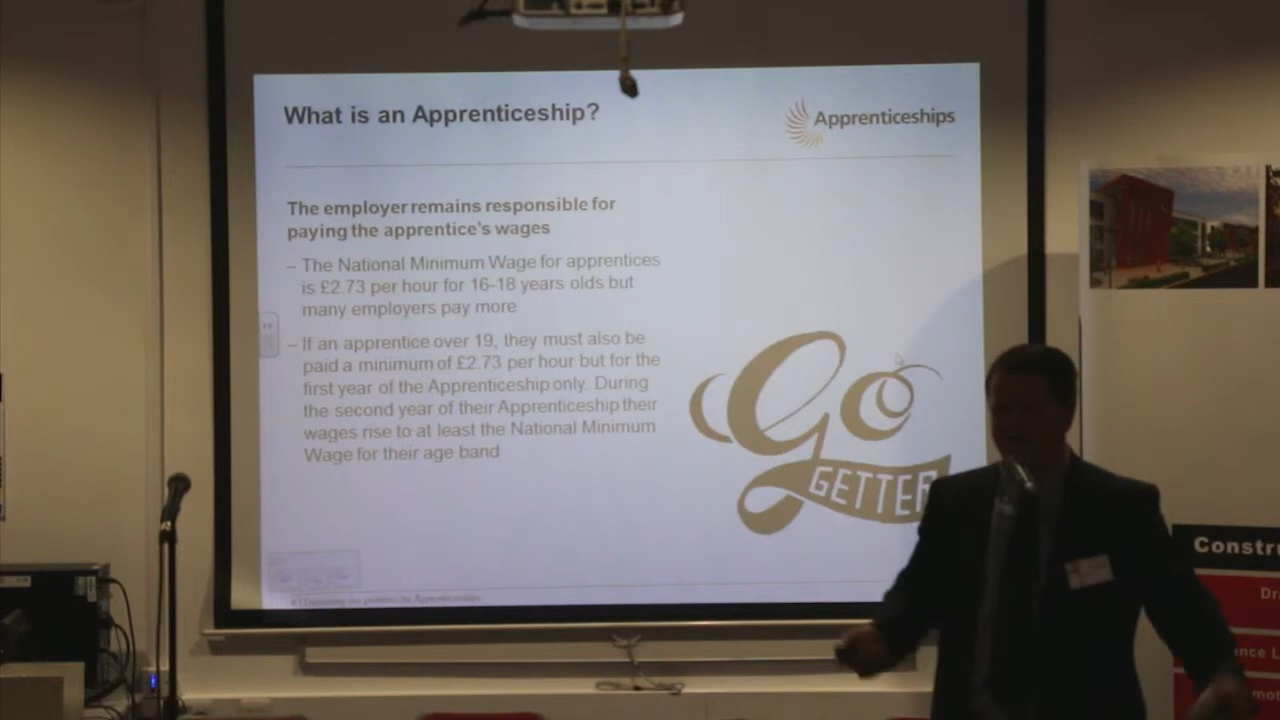 What is an Apprenticeship?
Apprenticeships
The employer remains responsible for
paying the apprentice's wages
– The National Minimum Wage for apprentices
is £2.73 per hour for 16-18 years olds but
many employers pay more
– If an apprentice over 19, they must also be
paid a minimum of £2.73 per hour but for the
first year of the Apprenticeship only. During
the second year of their Apprenticeship their
wages rise to at least the National Minimum
Wage for their age band
Go
GETTER
Constr
Dr
ance L
mot